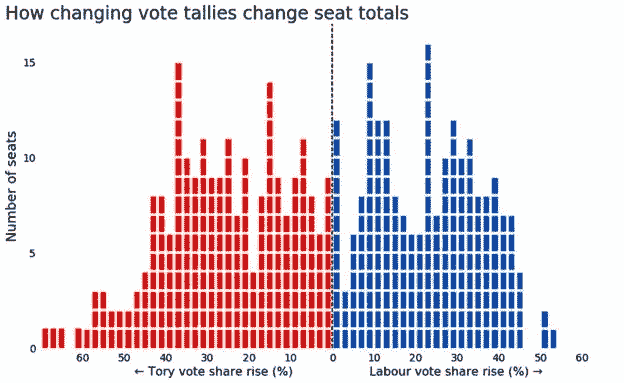 How changing vote tallies change seat totals
Number of seats
15
10
5
0
60 50 40 30 20 10 0 10 20 30 40 50 60
← Tory vote share rise (%) Labour vote share rise (%) →